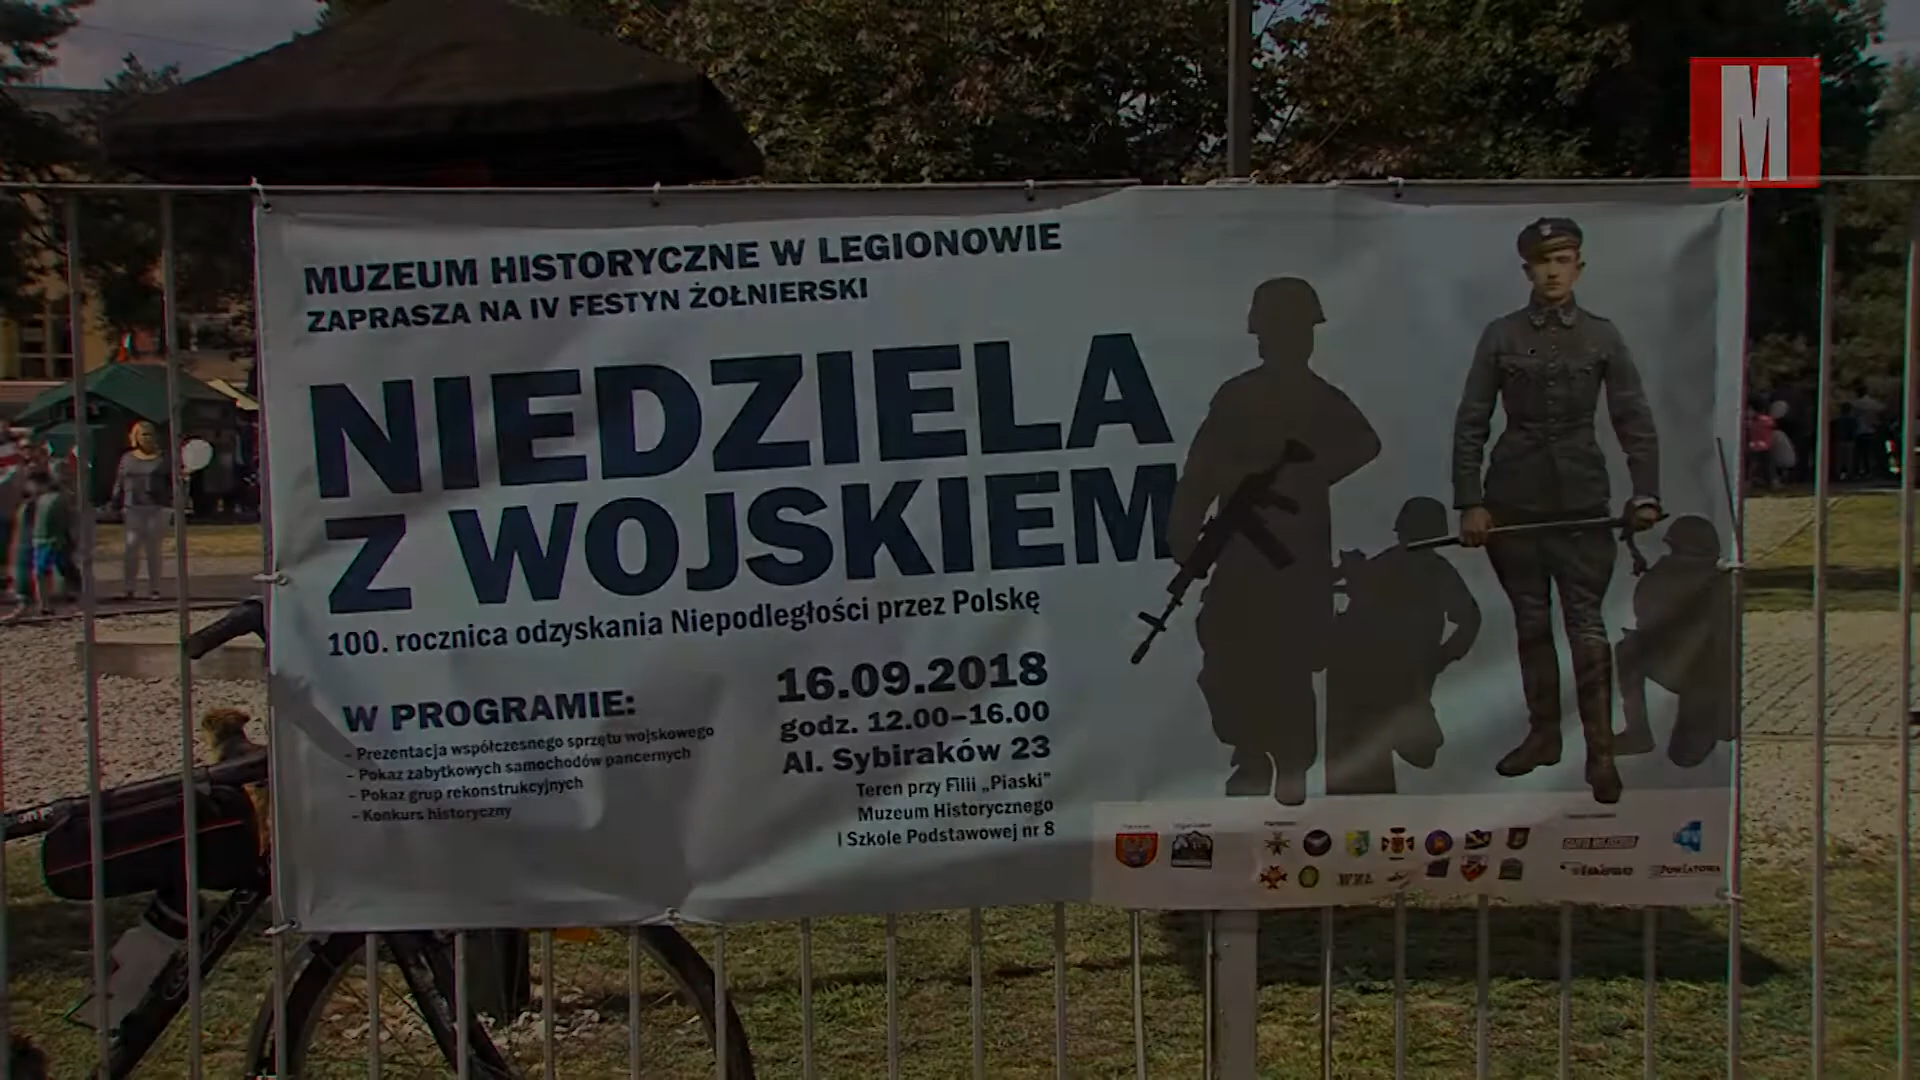 M
MUZEUM HISTORYCZNE W LEGIONOWIE
ZAPRASZA NA IV FESTYN ŻOŁNIERSKI
NIEDZIELA
Z WOJSKIEM
100. rocznica odzyskania Niepodległości przez Polskę
W PROGRAMIE:
- Prezentacja współczesnego sprzętu wojskowego
- Pokaz zabytkowych samochodów pancernych
- Pokaz grup rekonstrukcyjnych
- Konkurs historyczny
16.09.2018
godz. 12.00–16.00
Al. Sybiraków 23
Teren przy Filii „Piaski”
Muzeum Historycznego
i Szkole Podstawowej nr 8
POWIATOWA